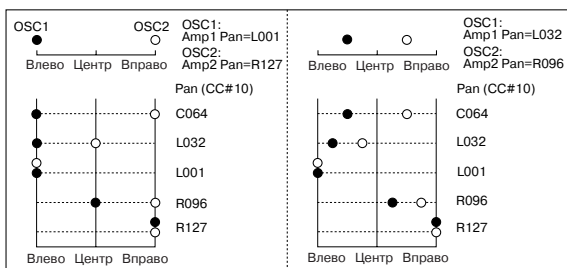 OSC1 OSC2
OSC1:
Amp1 Pan=L001
OSC2:
Amp2 Pan=R127
Влево Центр Вправо
Pan (CC#10)
C064
L032
L001
R096
R127
Влево Центр Вправо
OSC1:
Amp1 Pan=L032
OSC2:
Amp2 Pan=R096
Влево Центр Вправо
Pan (CC#10)
C064
L032
L001
R096
R127
Влево Центр Вправо